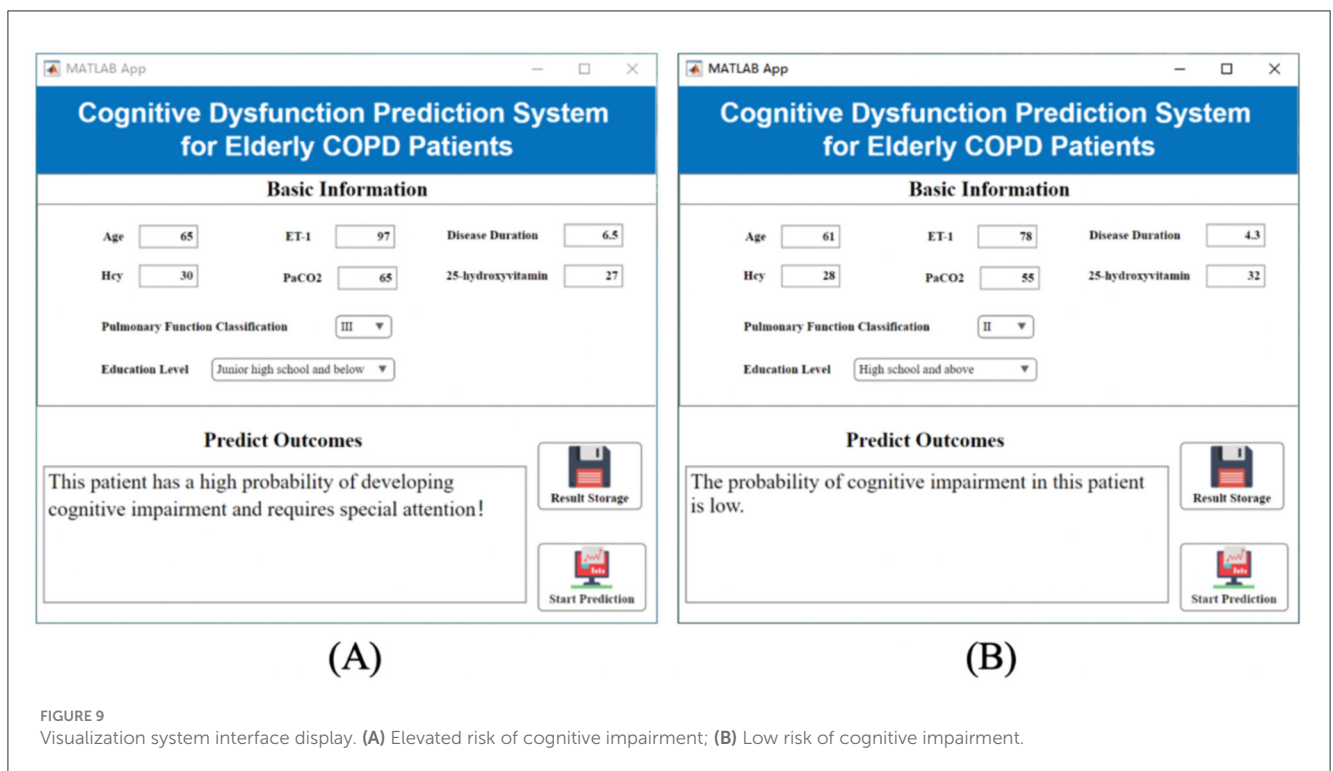 MATLAB App
Cognitive Dysfunction Prediction System
for Elderly COPD Patients
Basic Information
Age 65 ET-1 97 Disease Duration 6.5
Hcy 30 PaCO2 65 25-hydroxyvitamin 27
Pulmonary Function Classification III
Education Level Junior high school and below
Predict Outcomes
This patient has a high probability of developing
cognitive impairment and requires special attention!
Result Storage
Start Prediction
(A)
MATLAB App
Cognitive Dysfunction Prediction System
for Elderly COPD Patients
Basic Information
Age 61 ET-1 78 Disease Duration 4.3
Hcy 28 PaCO2 55 25-hydroxyvitamin 32
Pulmonary Function Classification II
Education Level High school and above
Predict Outcomes
The probability of cognitive impairment in this patient
is low.
Result Storage
Start Prediction
(B)
FIGURE 9
Visualization system interface display. (A) Elevated risk of cognitive impairment; (B) Low risk of cognitive impairment.